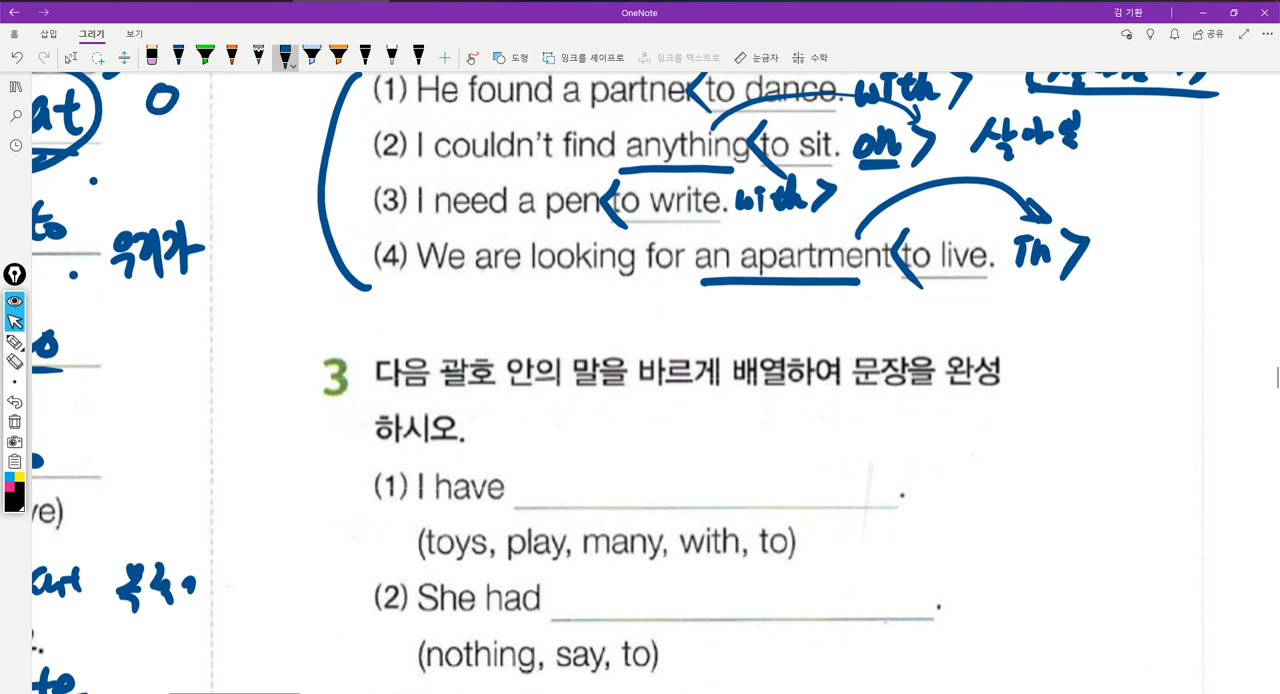 OneNote
김 기환
홈 삽입 그리기 보기
공유
도형 잉크를 셰이프로 잉크를 텍스트로 눈금자 수학
at O
(1) He found a partner to dance. with
(2) I couldn't find anything to sit. on
(3) I need a pen to write. with
to
(4) We are looking for an apartment to live. in
3 다음 괄호 안의 말을 바르게 배열하여 문장을 완성
하시오.
(1) I have .
(toys, play, many, with, to)
ve)
(2) She had .
(nothing, say, to)
to